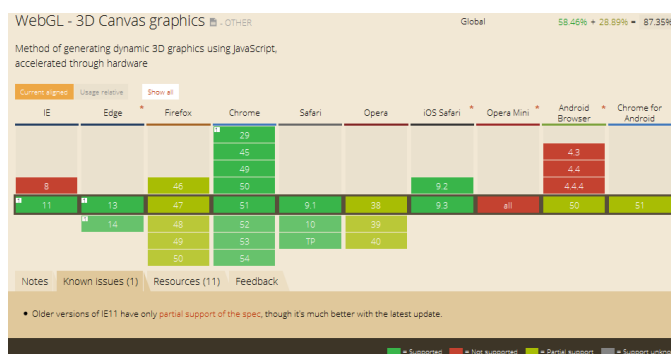 WebGL - 3D Canvas graphics - OTHER
Global 58.46% + 28.89% = 87.35%
Method of generating dynamic 3D graphics using JavaScript,
accelerated through hardware
Current aligned Usage relative Show all
IE Edge * Firefox Chrome Safari Opera iOS Safari * Opera Mini * Android Browser * Chrome for Android
29
45 4.3
49 4.4
8 46 50 9.2 4.4.4
11 13 47 51 9.1 38 9.3 all 50 51
14 48 52 10 39
49 53 TP 40
50 54
Notes Known issues (1) Resources (11) Feedback
• Older versions of IE11 have only partial support of the spec, though it's much better with the latest update.
= Supported = Not supported = Partial support = Support unkno